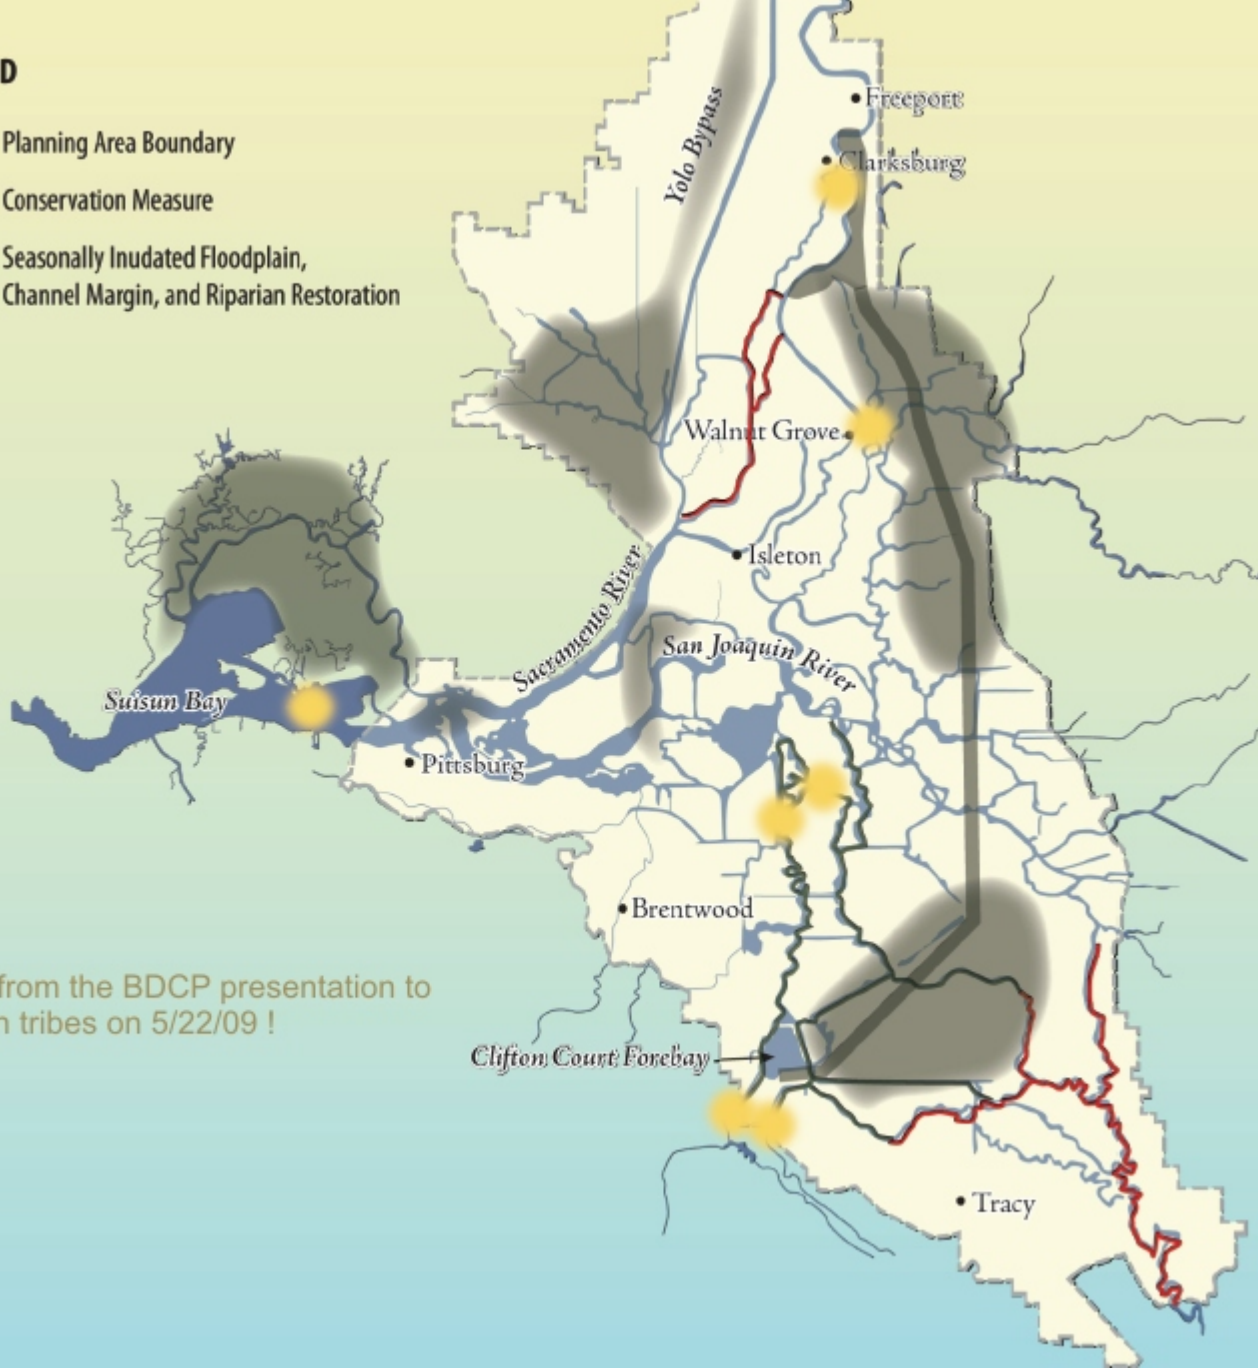 D
Planning Area Boundary
Conservation Measure
Seasonally Inudated Floodplain,
Channel Margin, and Riparian Restoration
Yolo Bypass
Freeport
Clarksburg
Walnut Grove
Isleton
Sacramento River
San Joaquin River
Suisun Bay
Pittsburg
Brentwood
from the BDCP presentation to
n tribes on 5/22/09 !
Clifton Court Forebay
Tracy